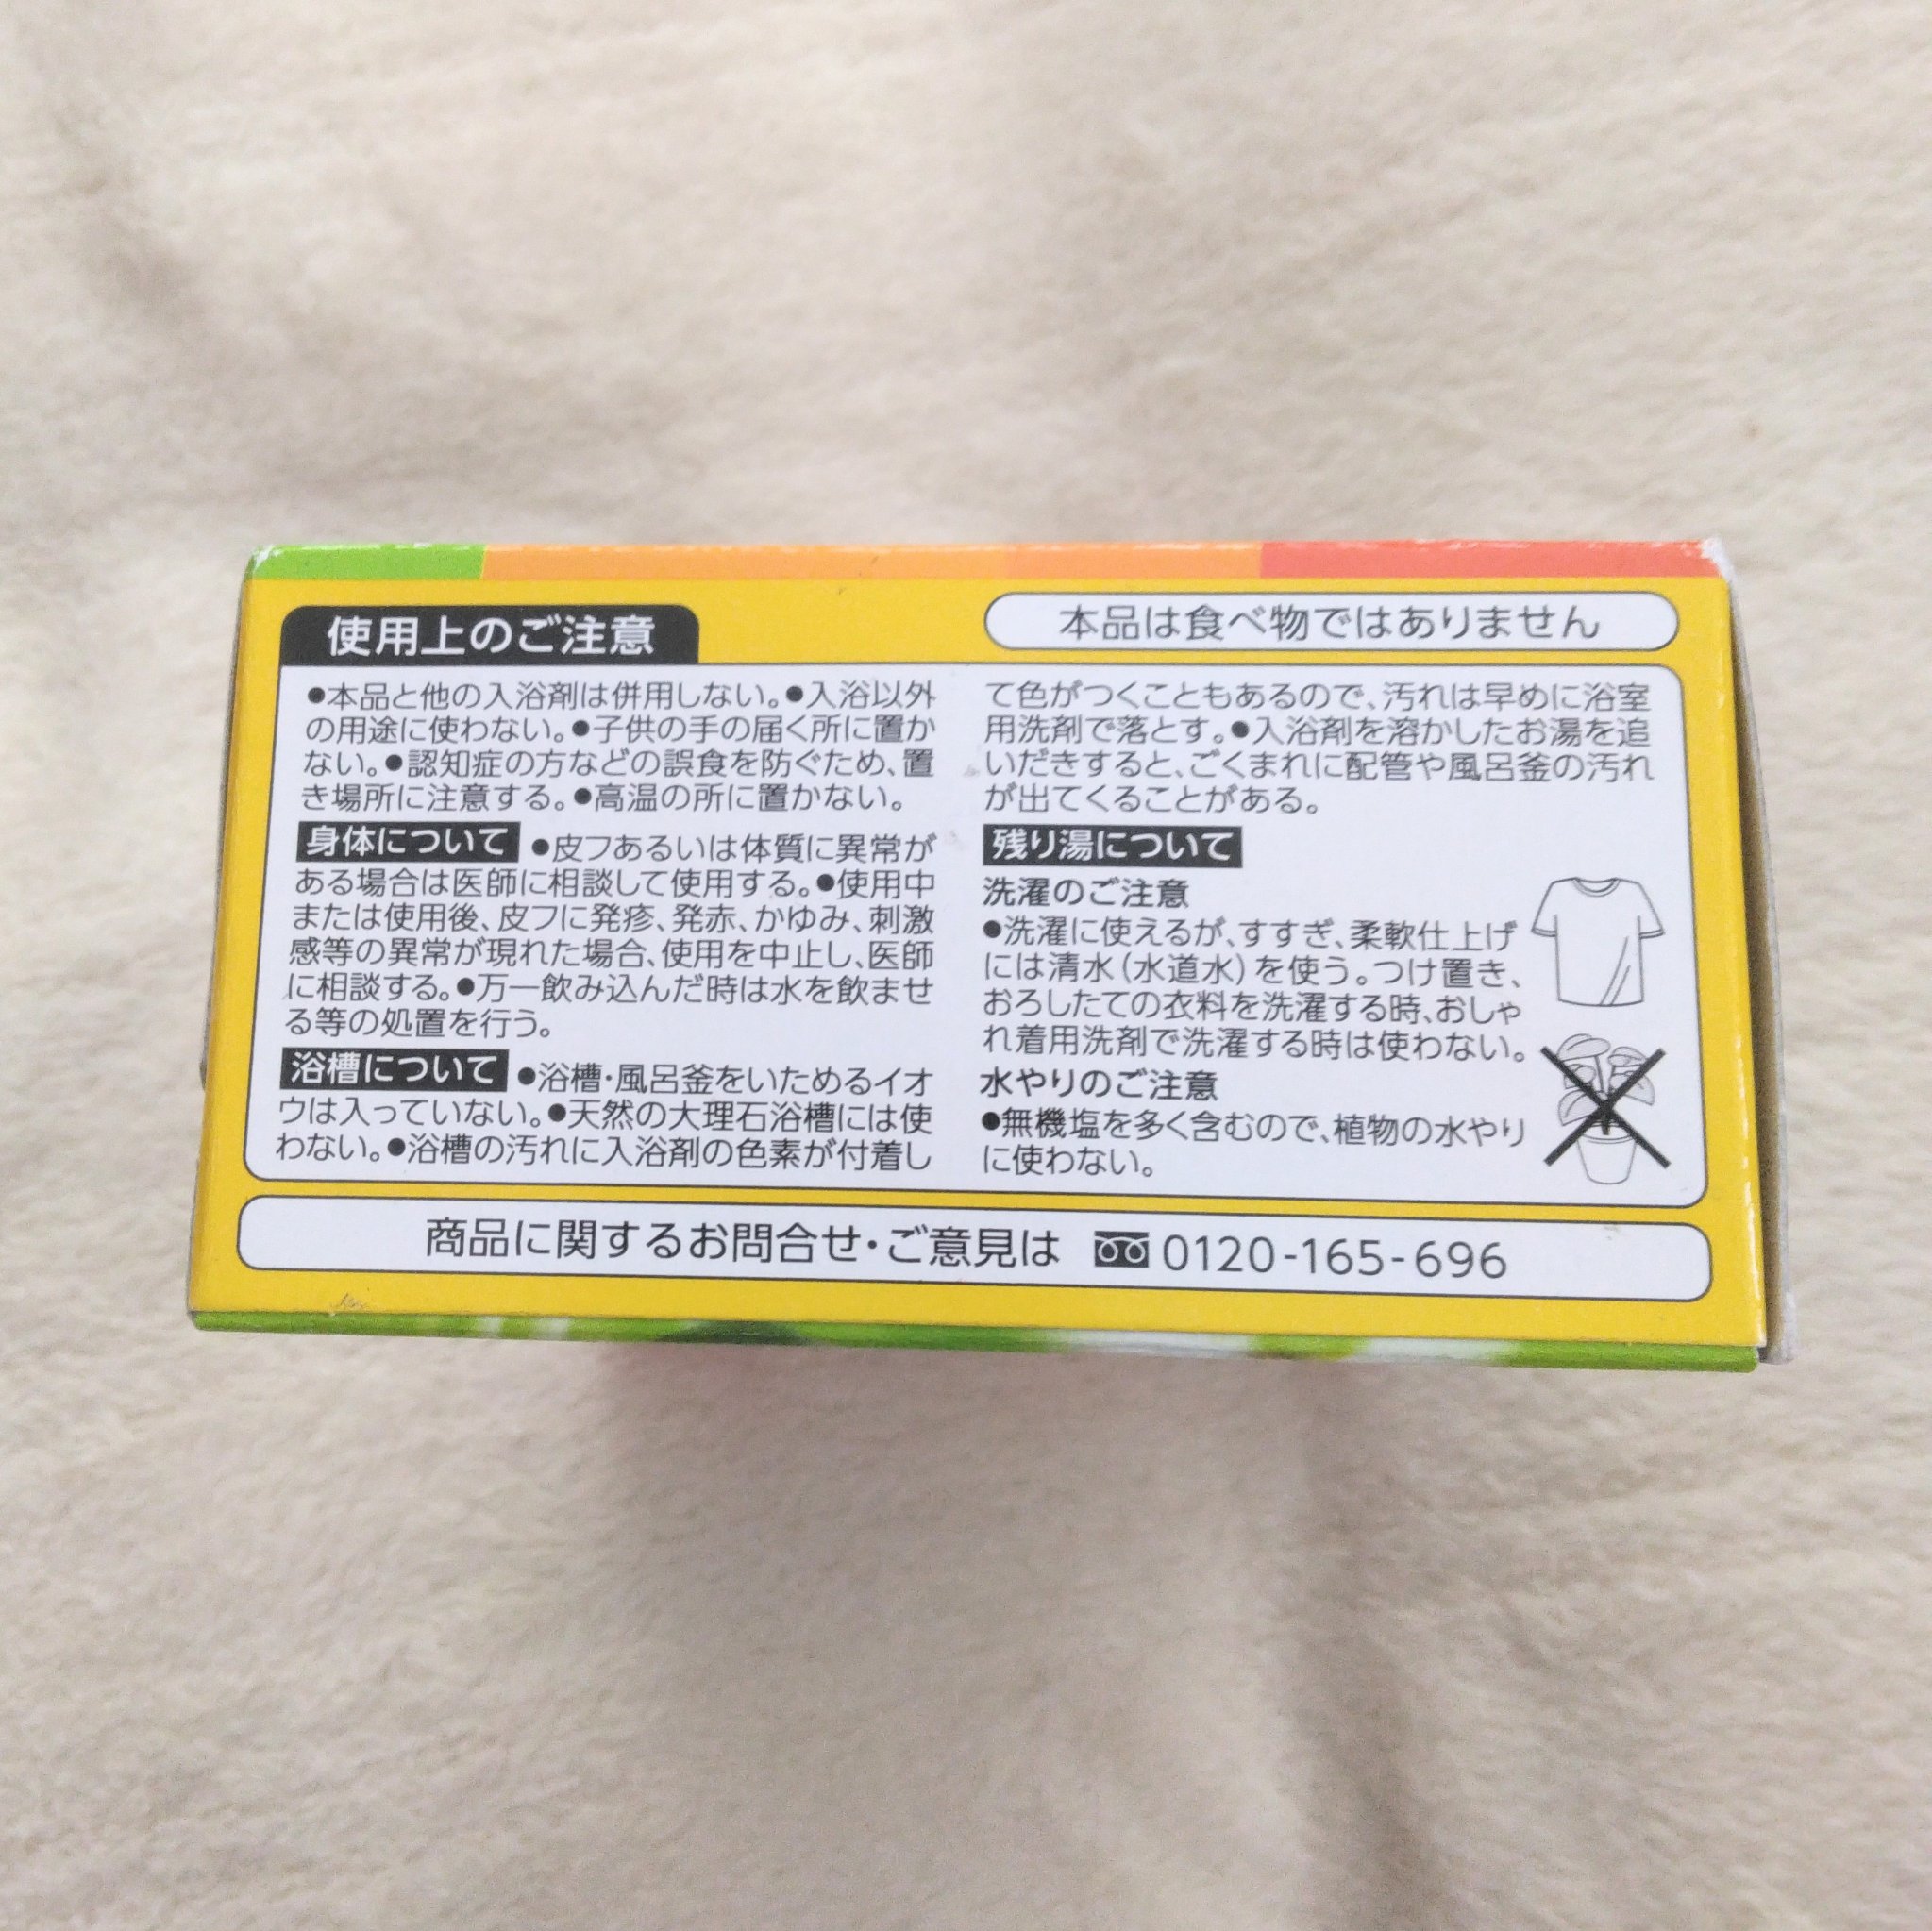 使用上のご注意
本品は食べ物ではありません
●本品と他の入浴剤は併用しない。●入浴以外
の用途に使わない。●子供の手の届く所に置か
ない。●認知症の方などの誤食を防ぐため、置
き場所に注意する。●高温の所に置かない。
身体について ●皮フあるいは体質に異常が
ある場合は医師に相談して使用する。●使用中
または使用後、皮フに発疹、発赤、かゆみ、刺激
感等の異常が現れた場合、使用を中止し、医師
に相談する。●万一飲み込んだ時は水を飲ませ
る等の処置を行う。
浴槽について ●浴槽・風呂釜をいためるイオ
ウは入っていない。●天然の大理石浴槽には使
わない。●浴槽の汚れに入浴剤の色素が付着し
て色がつくこともあるので、汚れは早めに浴室
用洗剤で落とす。●入浴剤を溶かしたお湯を追
いだきすると、ごくまれに配管や風呂釜の汚れ
が出てくることがある。
残り湯について
洗濯のご注意
●洗濯に使えるが、すすぎ、柔軟仕上げ
には清水(水道水)を使う。つけ置き、
おろしたての衣料を洗濯する時、おしゃ
れ着用洗剤で洗濯する時は使わない。
水やりのご注意
●無機塩を多く含むので、植物の水やり
に使わない。
商品に関するお問合せ・ご意見は 0120-165-696